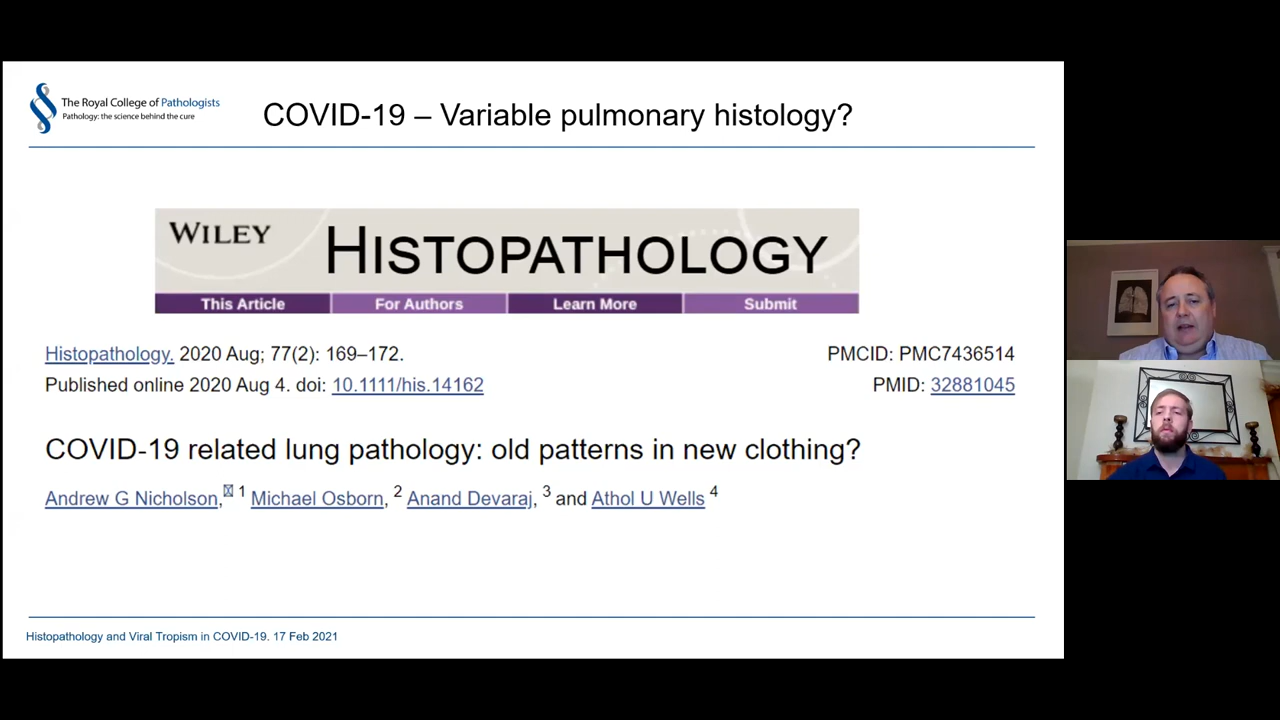 The Royal College of Pathologists
Pathology: the science behind the cure
COVID-19 – Variable pulmonary histology?
WILEY
HISTOPATHOLOGY
This Article
For Authors
Learn More
Submit
Histopathology. 2020 Aug; 77(2): 169–172.
PMCID: PMC7436514
Published online 2020 Aug 4. doi: 10.1111/his.14162
PMID: 32881045
COVID-19 related lung pathology: old patterns in new clothing?
Andrew G Nicholson, 1 Michael Osborn, 2 Anand Devaraj, 3 and Athol U Wells 4
Histopathology and Viral Tropism in COVID-19. 17 Feb 2021